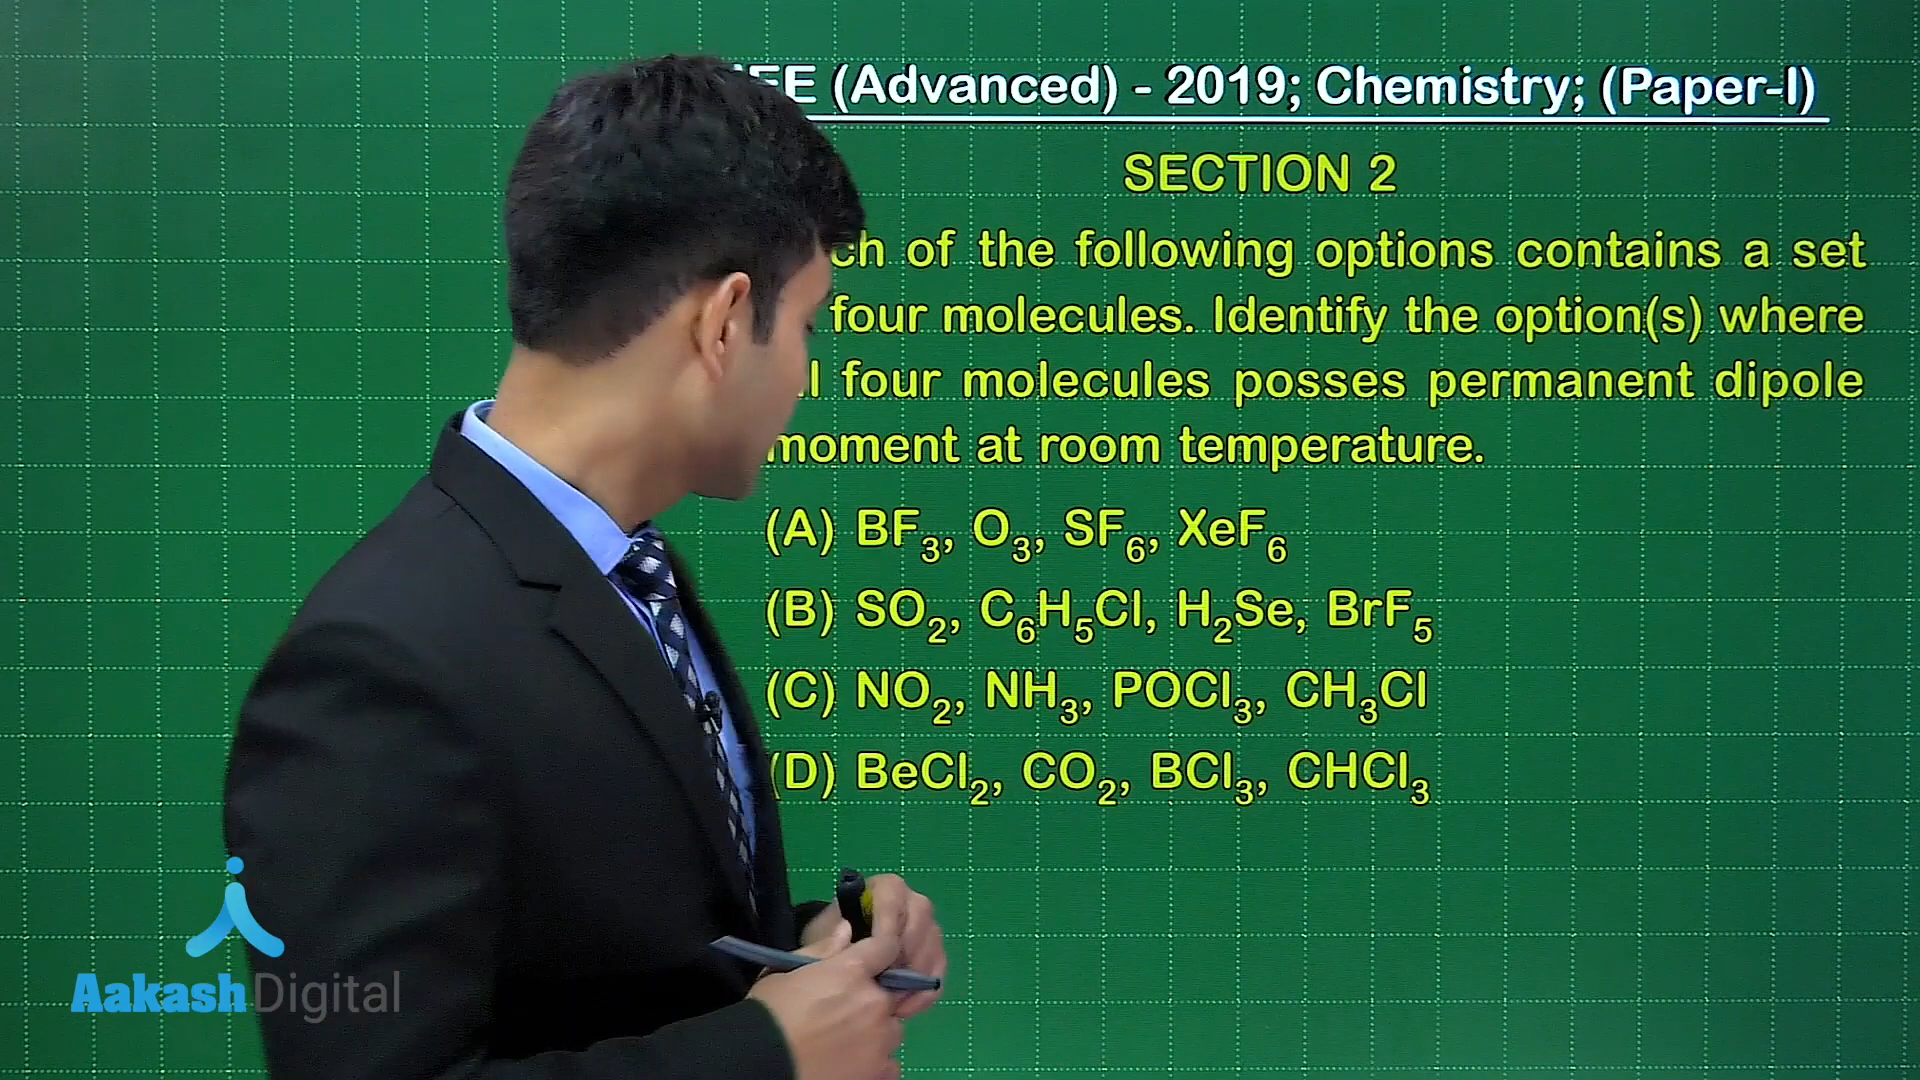 (Advanced) - 2019; Chemistry; (Paper-I)
SECTION 2
of the following options contains a set
four molecules. Identify the option(s) where
four molecules posses permanent dipole
moment at room temperature.
(A) BF₃, O₃, SF₆, XeF₆
(B) SO₂, C₆H₅Cl, H₂Se, BrF₅
(C) NO₂, NH₃, POCl₃, CH₃Cl
(D) BeCl₂, CO₂, BCl₃, CHCl₃
Aakash Digital